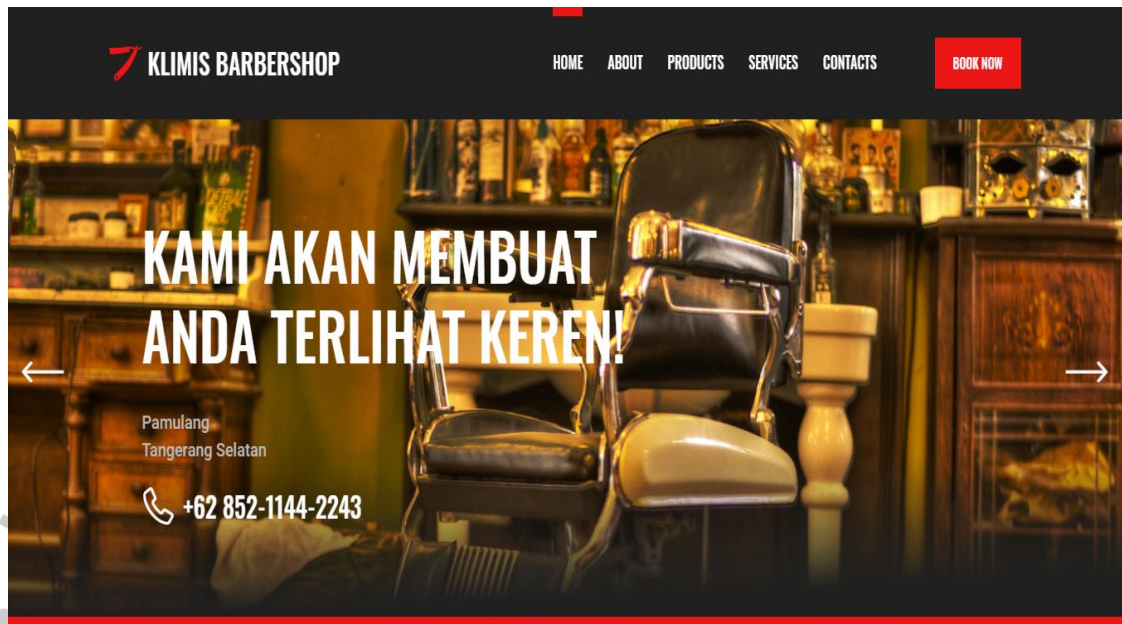 KLIMIS BARBERSHOP
HOME ABOUT PRODUCTS SERVICES CONTACTS BOOK NOW
KAMI AKAN MEMBUAT
ANDA TERLIHAT KEREN!
Pamulang
Tangerang Selatan
+62 852-1144-2243